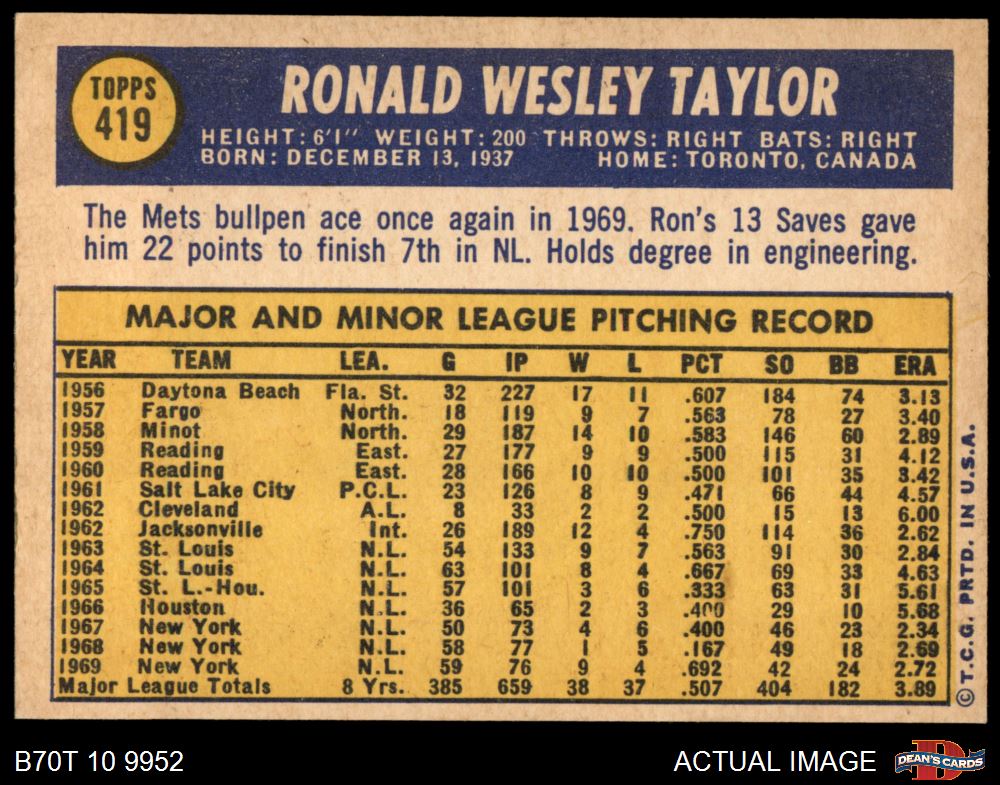 TOPPS
419
RONALD WESLEY TAYLOR
HEIGHT: 6'1" WEIGHT: 200 THROWS: RIGHT BATS: RIGHT
BORN: DECEMBER 13, 1937 HOME: TORONTO, CANADA
The Mets bullpen ace once again in 1969. Ron's 13 Saves gave
him 22 points to finish 7th in NL. Holds degree in engineering.
MAJOR AND MINOR LEAGUE PITCHING RECORD
YEAR TEAM LEA. G IP W L PCT SO BB ERA
1956 Daytona Beach Fla. St. 32 227 17 11 .607 184 74 3.13
1957 Fargo North. 18 119 9 7 .563 78 27 3.40
1958 Minot North. 29 187 14 10 .583 146 60 2.89
1959 Reading East. 27 177 9 9 .500 115 31 4.12
1960 Reading East. 28 166 10 10 .500 101 35 3.42
1961 Salt Lake City P.C.L. 23 126 8 9 .471 66 44 4.57
1962 Cleveland A.L. 8 33 2 2 .500 15 13 6.00
1962 Jacksonville Int. 26 189 12 4 .750 114 36 2.62
1963 St. Louis N.L. 54 133 9 7 .563 91 30 2.84
1964 St. Louis N.L. 63 101 8 4 .667 69 33 4.63
1965 St. L.-Hou. N.L. 57 101 3 6 .333 63 31 5.61
1966 Houston N.L. 36 65 2 3 .400 29 10 5.68
1967 New York N.L. 50 73 4 6 .400 46 23 2.34
1968 New York N.L. 58 77 1 5 .167 49 18 2.69
1969 New York N.L. 59 76 9 4 .692 42 24 2.72
Major League Totals 8 Yrs. 385 659 38 37 .507 404 182 3.89
© T.C.G. PRTD. IN U.S.A.
B70T 10 9952 ACTUAL IMAGE
DEAN'S CARDS